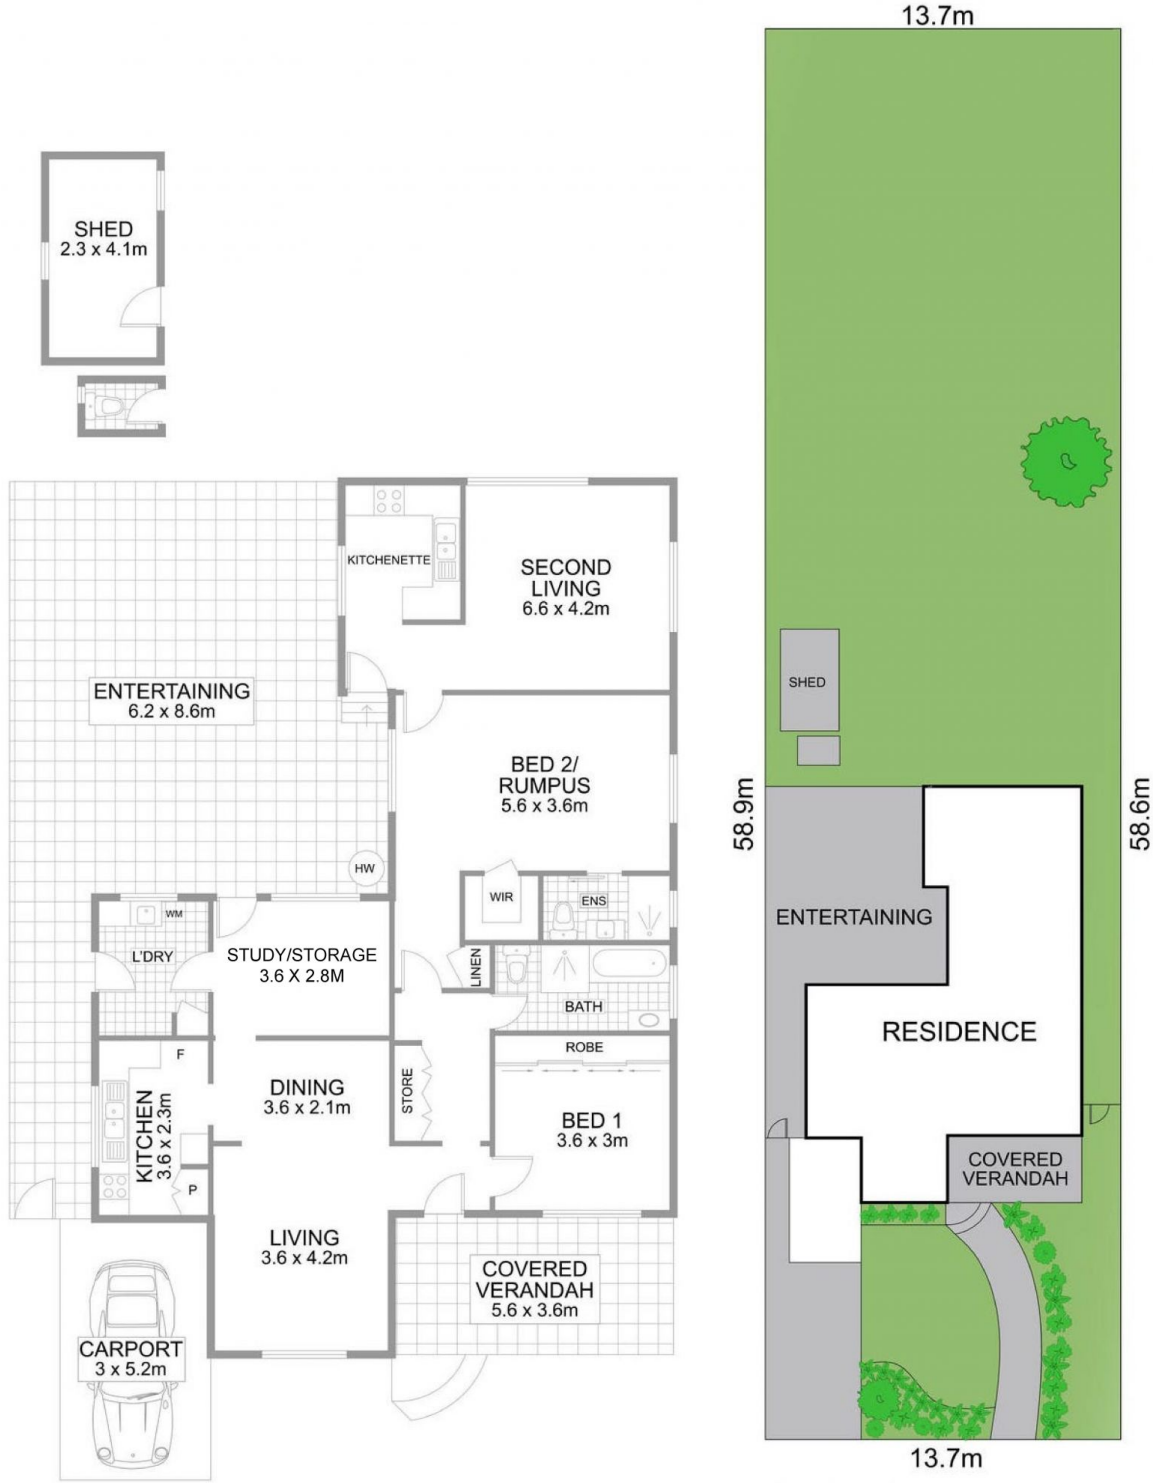 SHED
2.3 x 4.1m
KITCHENETTE
SECOND
LIVING
6.6 x 4.2m
ENTERTAINING
6.2 x 8.6m
BED 2/
RUMPUS
5.6 x 3.6m
HW
WIR
ENS
WM
L'DRY
STUDY/STORAGE
3.6 X 2.8M
LINEN
BATH
ROBE
F
KITCHEN
3.6 x 2.3m
DINING
3.6 x 2.1m
STORE
BED 1
3.6 x 3m
P
LIVING
3.6 x 4.2m
COVERED
VERANDAH
5.6 x 3.6m
CARPORT
3 x 5.2m
13.7m
SHED
58.9m
58.6m
ENTERTAINING
RESIDENCE
COVERED
VERANDAH
13.7m